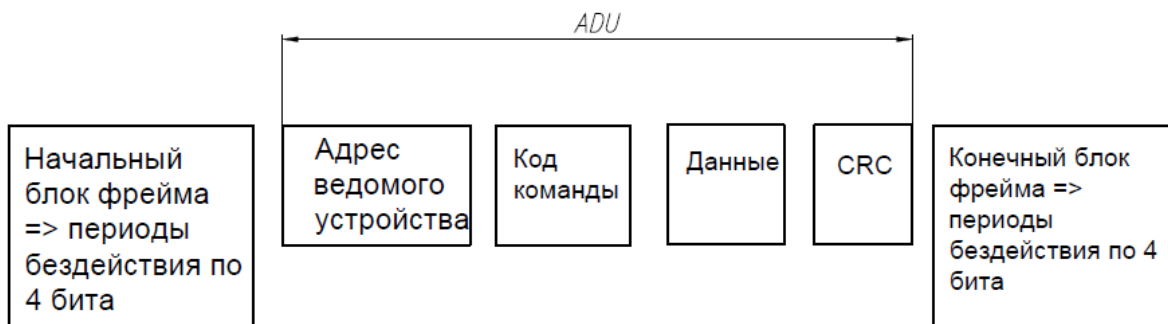 ADU
Начальный
блок фрейма
=> периоды
бездействия по
4 бита
Адрес
ведомого
устройства
Код
команды
Данные
CRC
Конечный блок
фрейма =>
периоды
бездействия по 4
бита